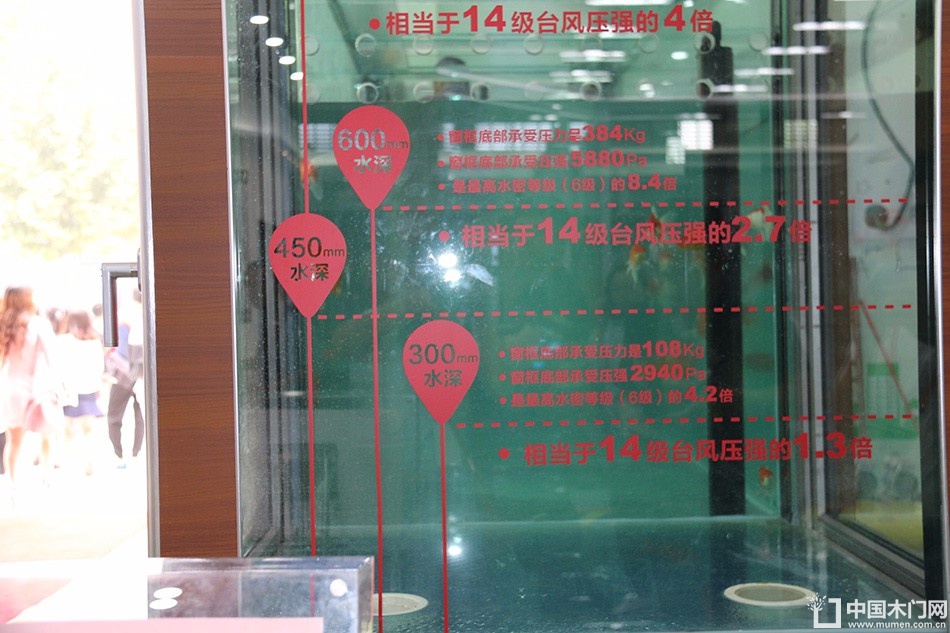 • 相当于14级台风压强的4倍
600mm
水深
• 窗框底部承受压力是384Kg
• 窗框底部承受压强5880Pa
• 是最高水密等级（6级）的8.4倍
• 相当于14级台风压强的2.7倍
450mm
水深
300mm
水深
• 窗框底部承受压力是108Kg
• 窗框底部承受压强2940Pa
• 是最高水密等级（6级）的4.2倍
• 相当于14级台风压强的1.3倍
中国木门网
www.mumen.com.cn